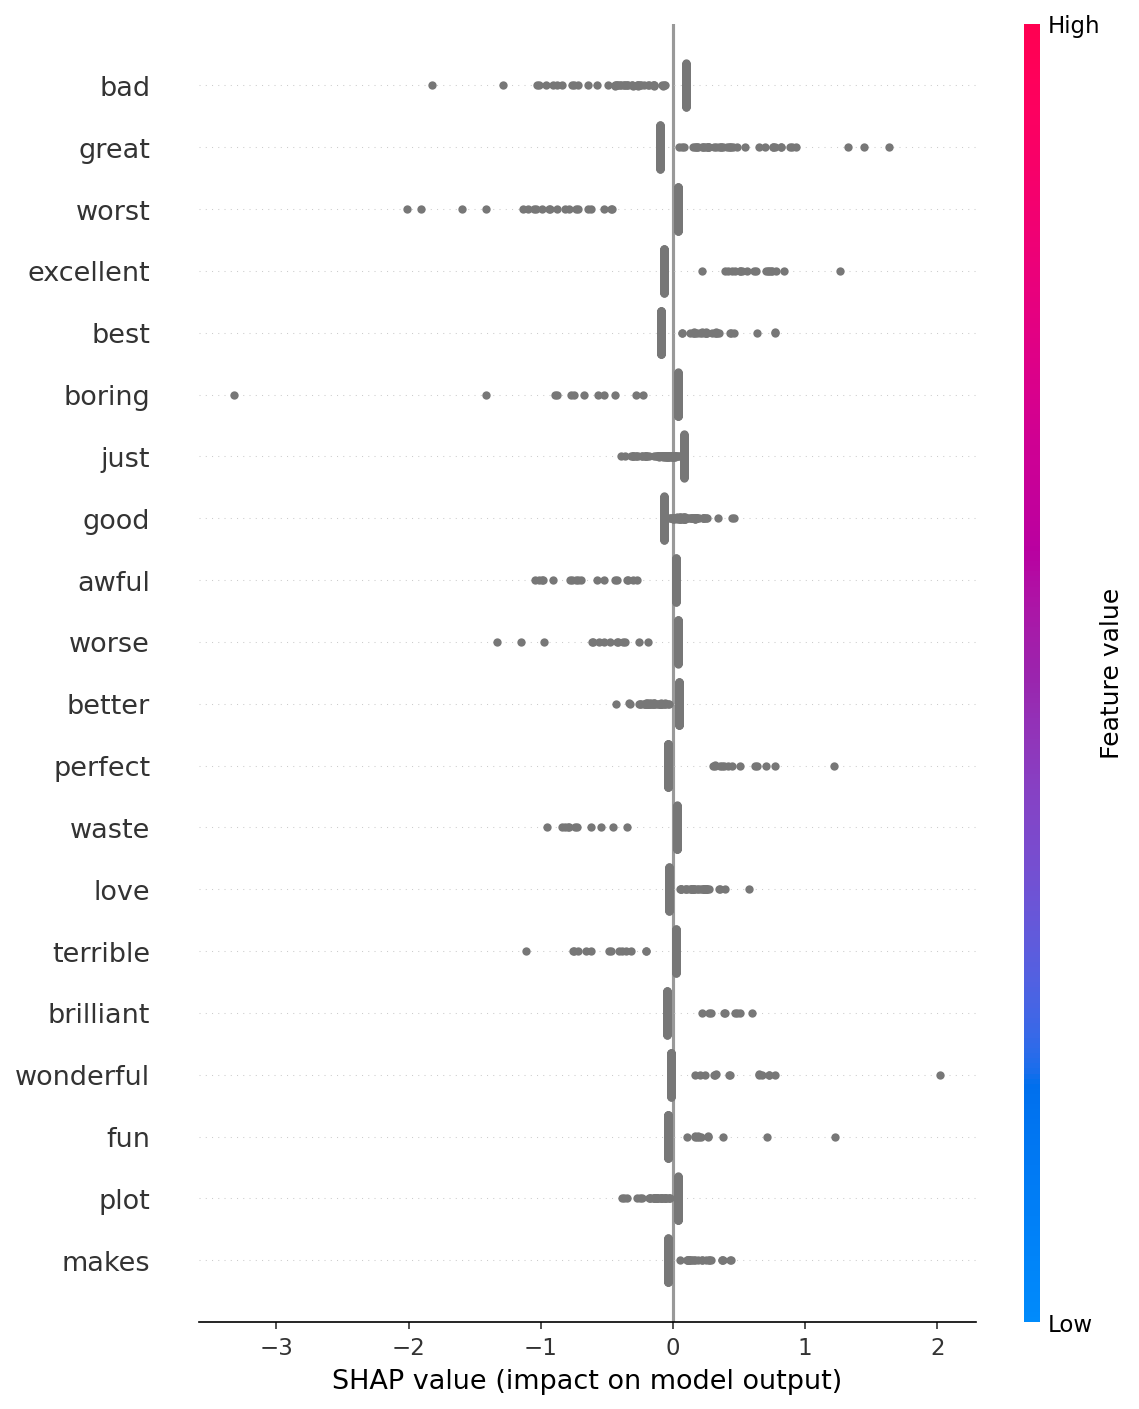 High
bad
great
worst
excellent
best
boring
just
good
awful
worse
better
perfect
waste
love
terrible
brilliant
wonderful
fun
plot
makes
Feature value
Low
−3 −2 −1 0 1 2
SHAP value (impact on model output)